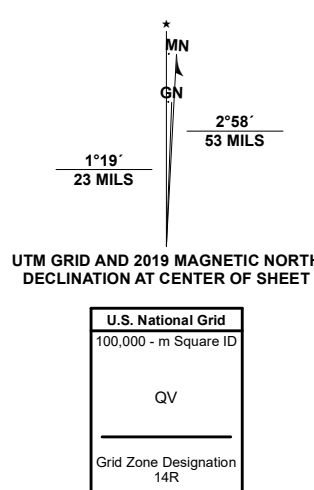 MN
GN
2°58´
53 MILS
1°19´
23 MILS
UTM GRID AND 2019 MAGNETIC NORTH
DECLINATION AT CENTER OF SHEET
U.S. National Grid
100,000 - m Square ID
QV
Grid Zone Designation
14R